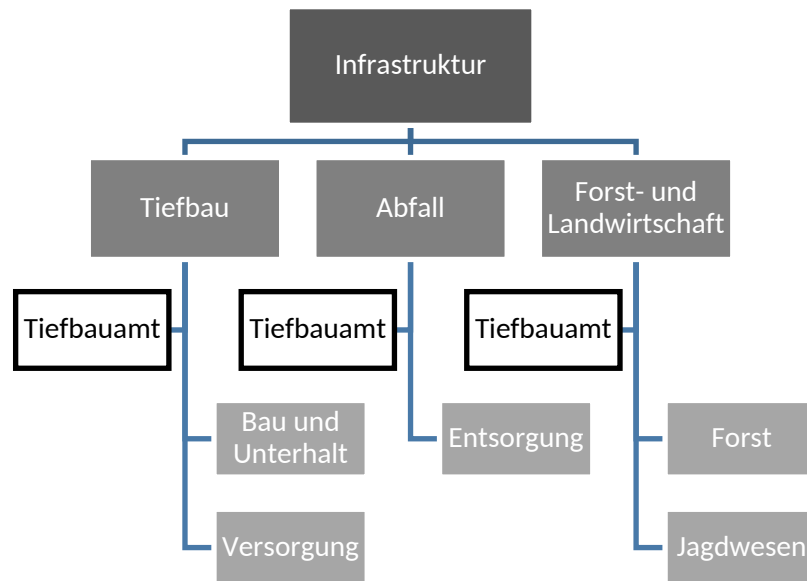 Infrastruktur
Tiefbau
Abfall
Forst- und
Landwirtschaft
Tiefbauamt
Tiefbauamt
Tiefbauamt
Bau und
Unterhalt
Entsorgung
Forst
Versorgung
Jagdwesen